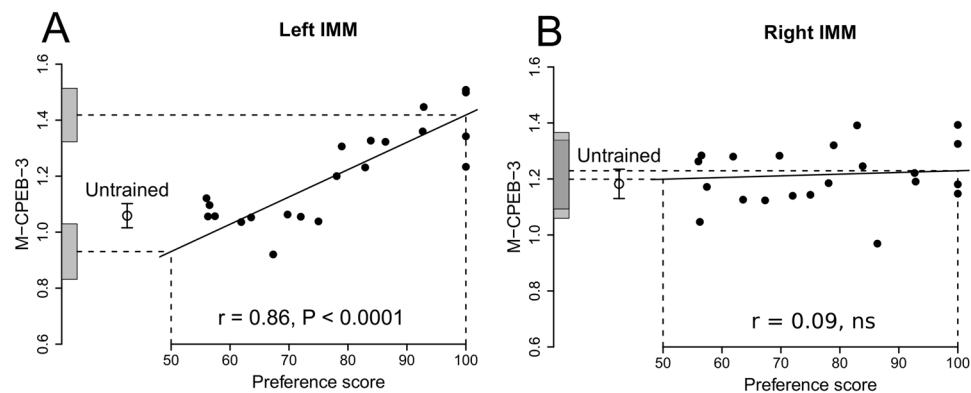 A
Left IMM
M−CPEB−3
1.6
1.4
1.2
1.0
0.8
0.6
Untrained
r = 0.86, P < 0.0001
50 60 70 80 90 100
Preference score
B
Right IMM
M−CPEB−3
1.6
1.4
1.2
1.0
0.8
0.6
Untrained
r = 0.09, ns
50 60 70 80 90 100
Preference score